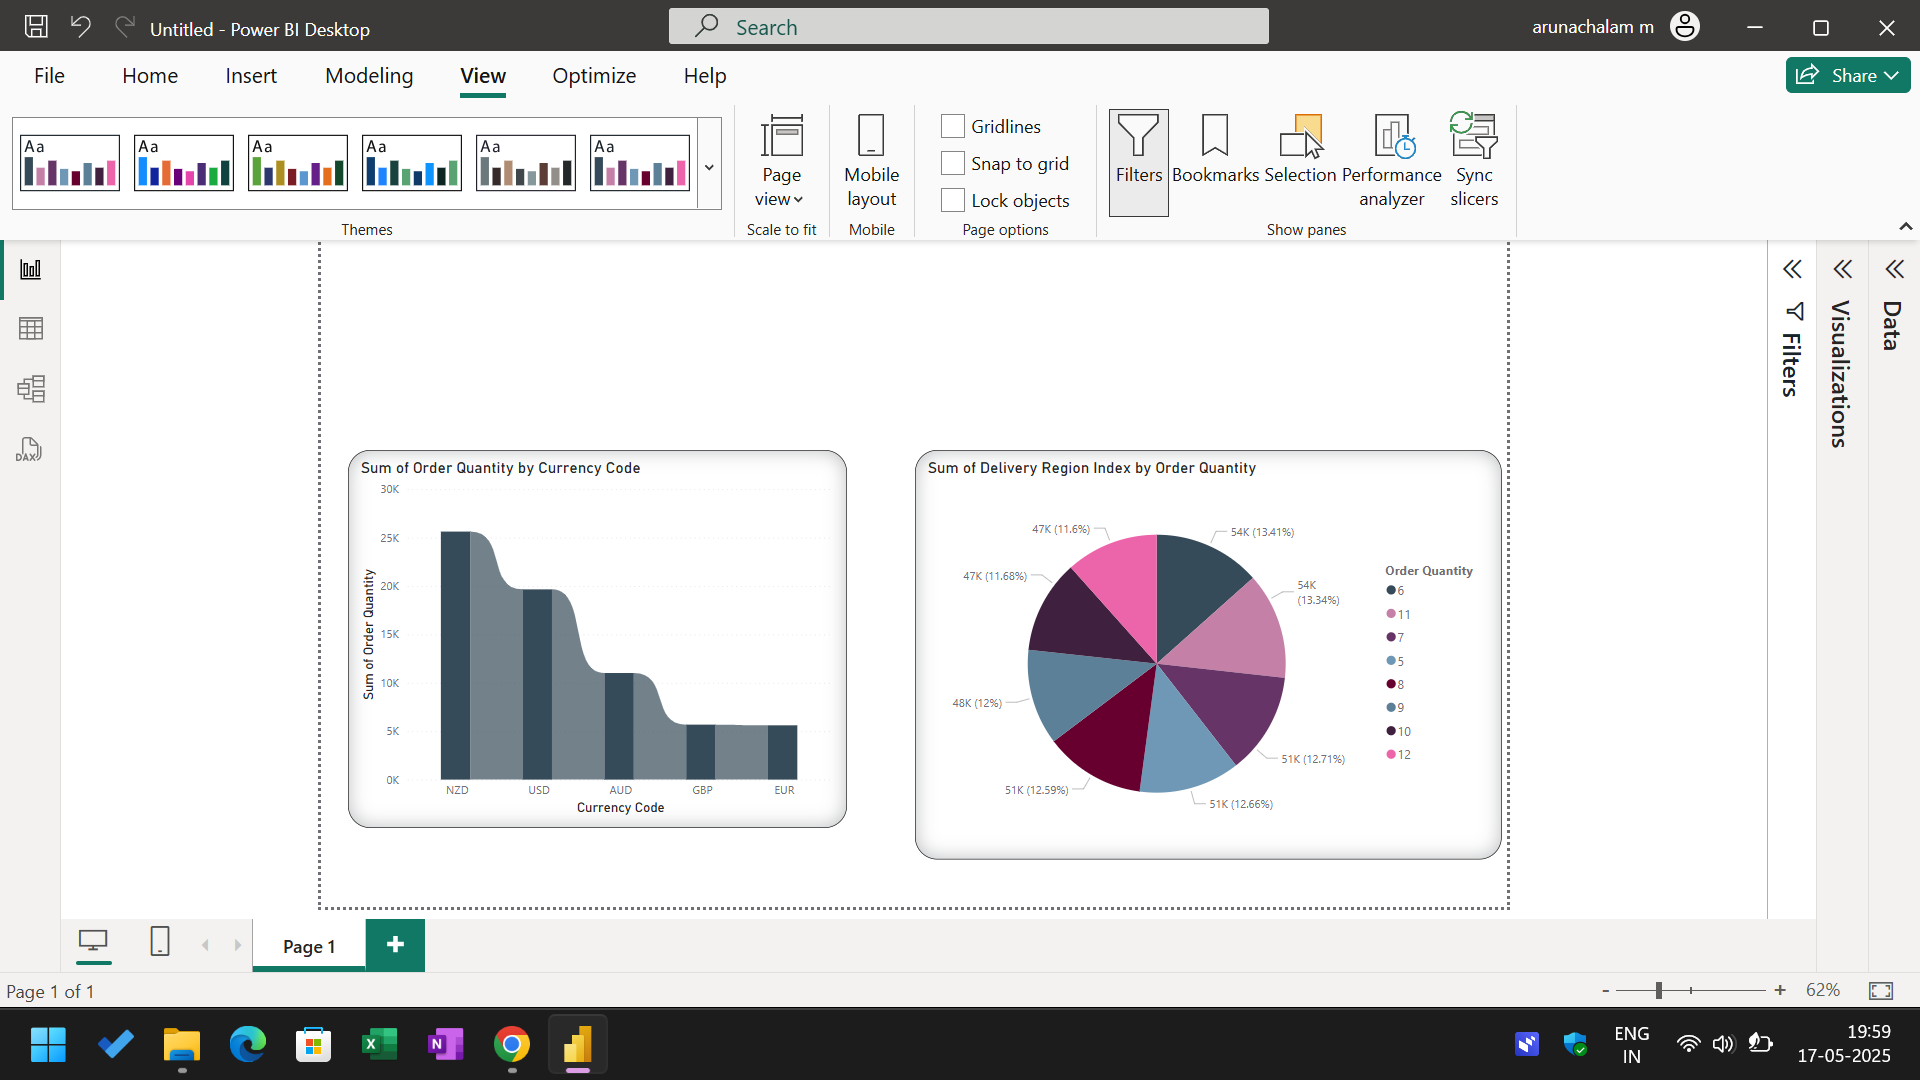 Untitled - Power BI Desktop
Search
arunachalam m
File Home Insert Modeling View Optimize Help
Share
Aa Aa Aa Aa Aa Aa
Themes
Page view
Scale to fit
Mobile layout
Mobile
Gridlines
Snap to grid
Lock objects
Page options
Filters
Bookmarks
Selection
Performance analyzer
Sync slicers
Show panes
DAX
Sum of Order Quantity by Currency Code
30K
25K
20K
15K
10K
5K
0K
Sum of Order Quantity
NZD USD AUD GBP EUR
Currency Code
Sum of Delivery Region Index by Order Quantity
47K (11.6%)
54K (13.41%)
47K (11.68%)
54K
(13.34%)
48K (12%)
51K (12.71%)
51K (12.59%)
51K (12.66%)
Order Quantity
6
11
7
5
8
9
10
12
Filters
Visualizations
Data
Page 1
Page 1 of 1
- + 62%
ENG
IN
19:59
17-05-2025